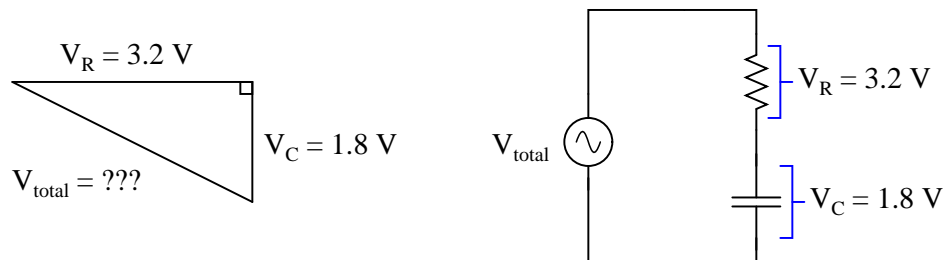 V_R = 3.2 V
V_C = 1.8 V
V_total = ???
V_total
V_R = 3.2 V
V_C = 1.8 V